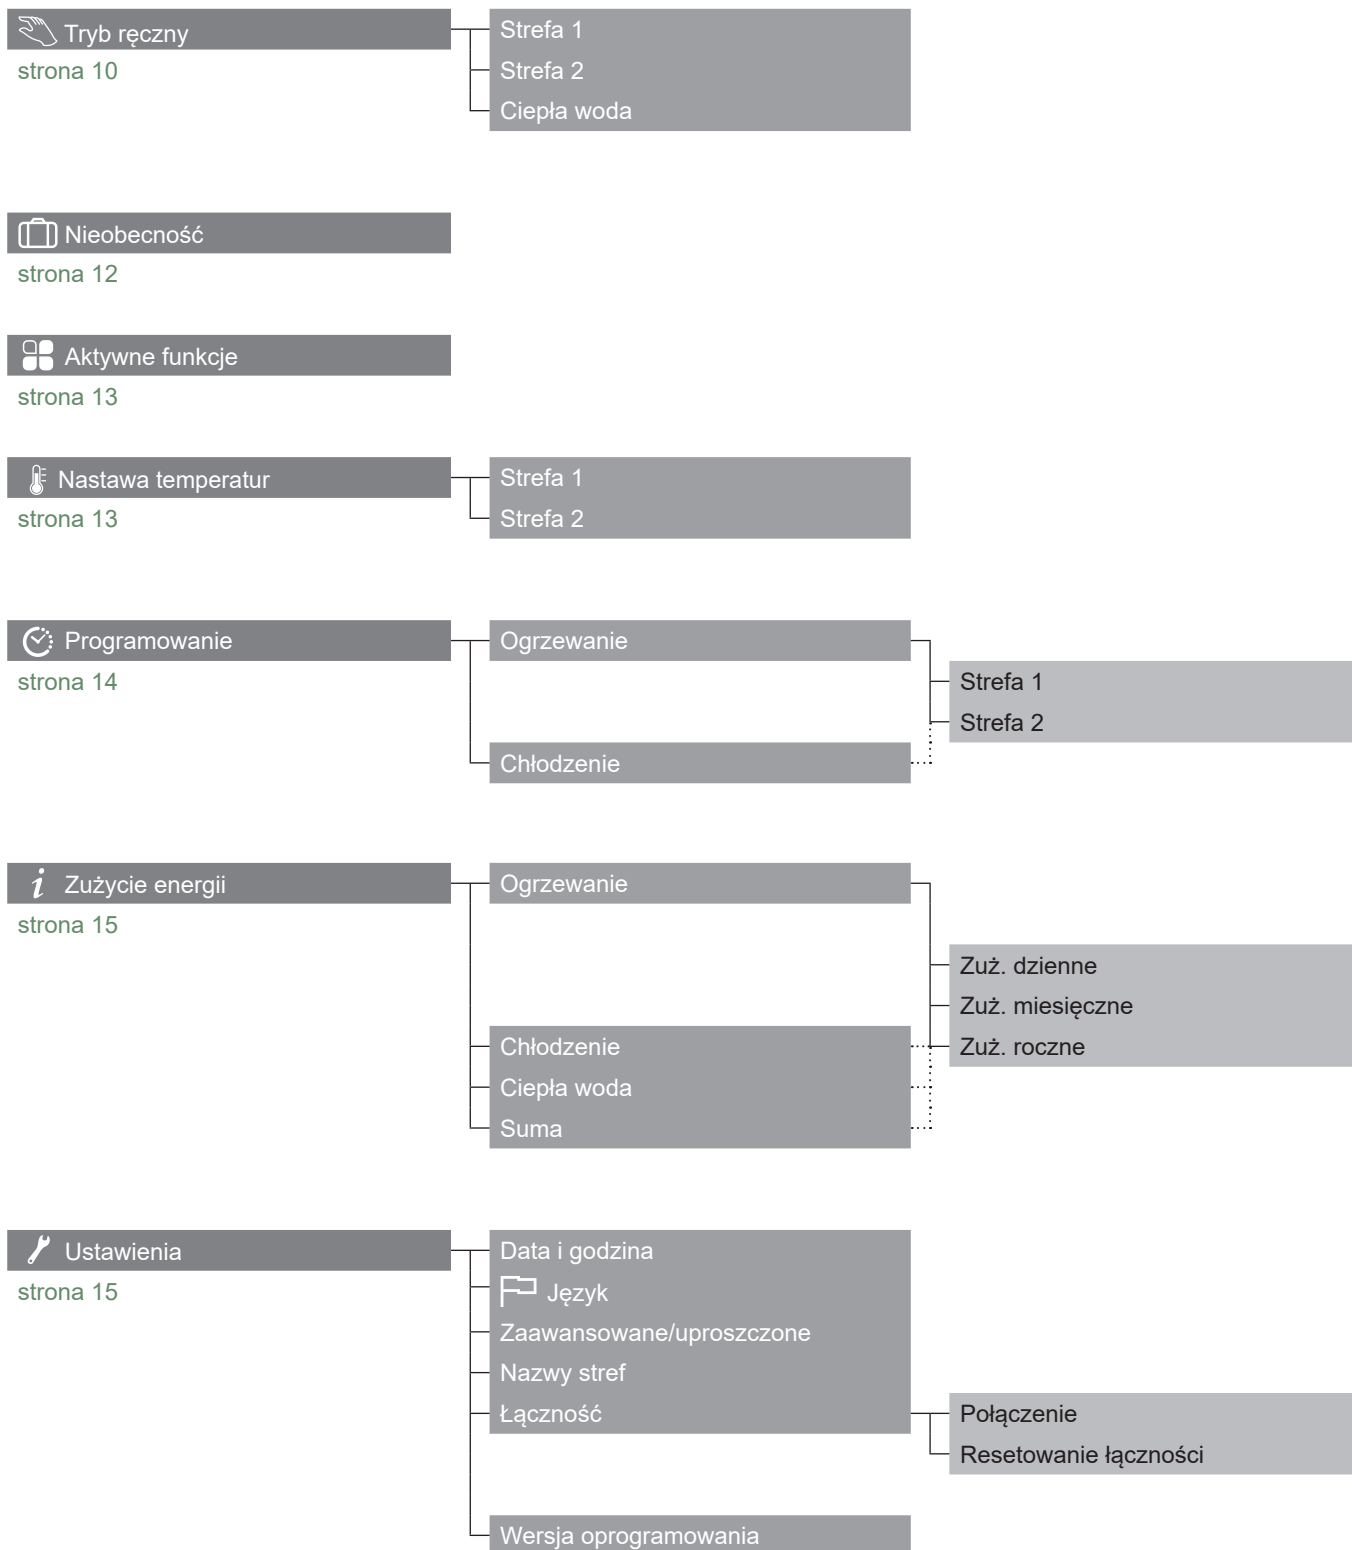 Tryb ręczny
strona 10
Strefa 1
Strefa 2
Ciepła woda
Nieobecność
strona 12
Aktywne funkcje
strona 13
Nastawa temperatur
strona 13
Strefa 1
Strefa 2
Programowanie
strona 14
Ogrzewanie
Strefa 1
Strefa 2
Chłodzenie
Zużycie energii
strona 15
Ogrzewanie
Zuż. dzienne
Zuż. miesięczne
Zuż. roczne
Chłodzenie
Ciepła woda
Suma
Ustawienia
strona 15
Data i godzina
Język
Zaawansowane/uproszczone
Nazwy stref
Łączność
Połączenie
Resetowanie łączności
Wersja oprogramowania